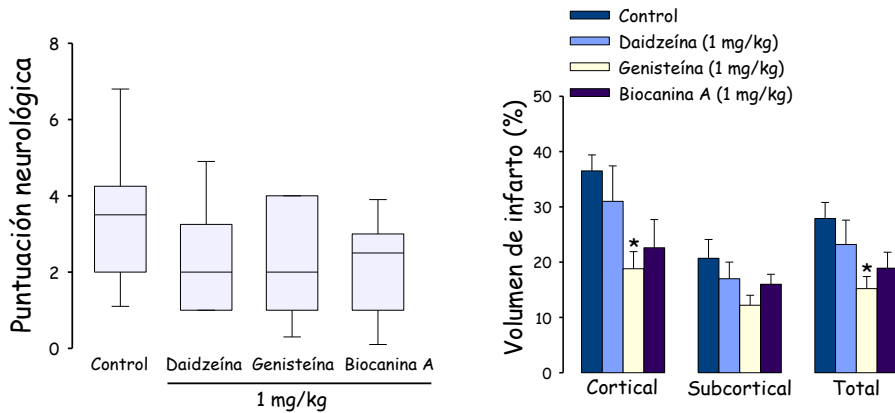 Puntuación neurológica
8
6
4
2
0
Control Daidzeína Genisteína Biocanina A
1 mg/kg
Control
Daidzeína (1 mg/kg)
Genisteína (1 mg/kg)
Biocanina A (1 mg/kg)
Volumen de infarto (%)
50
40
30
20
10
0
* *
Cortical Subcortical Total